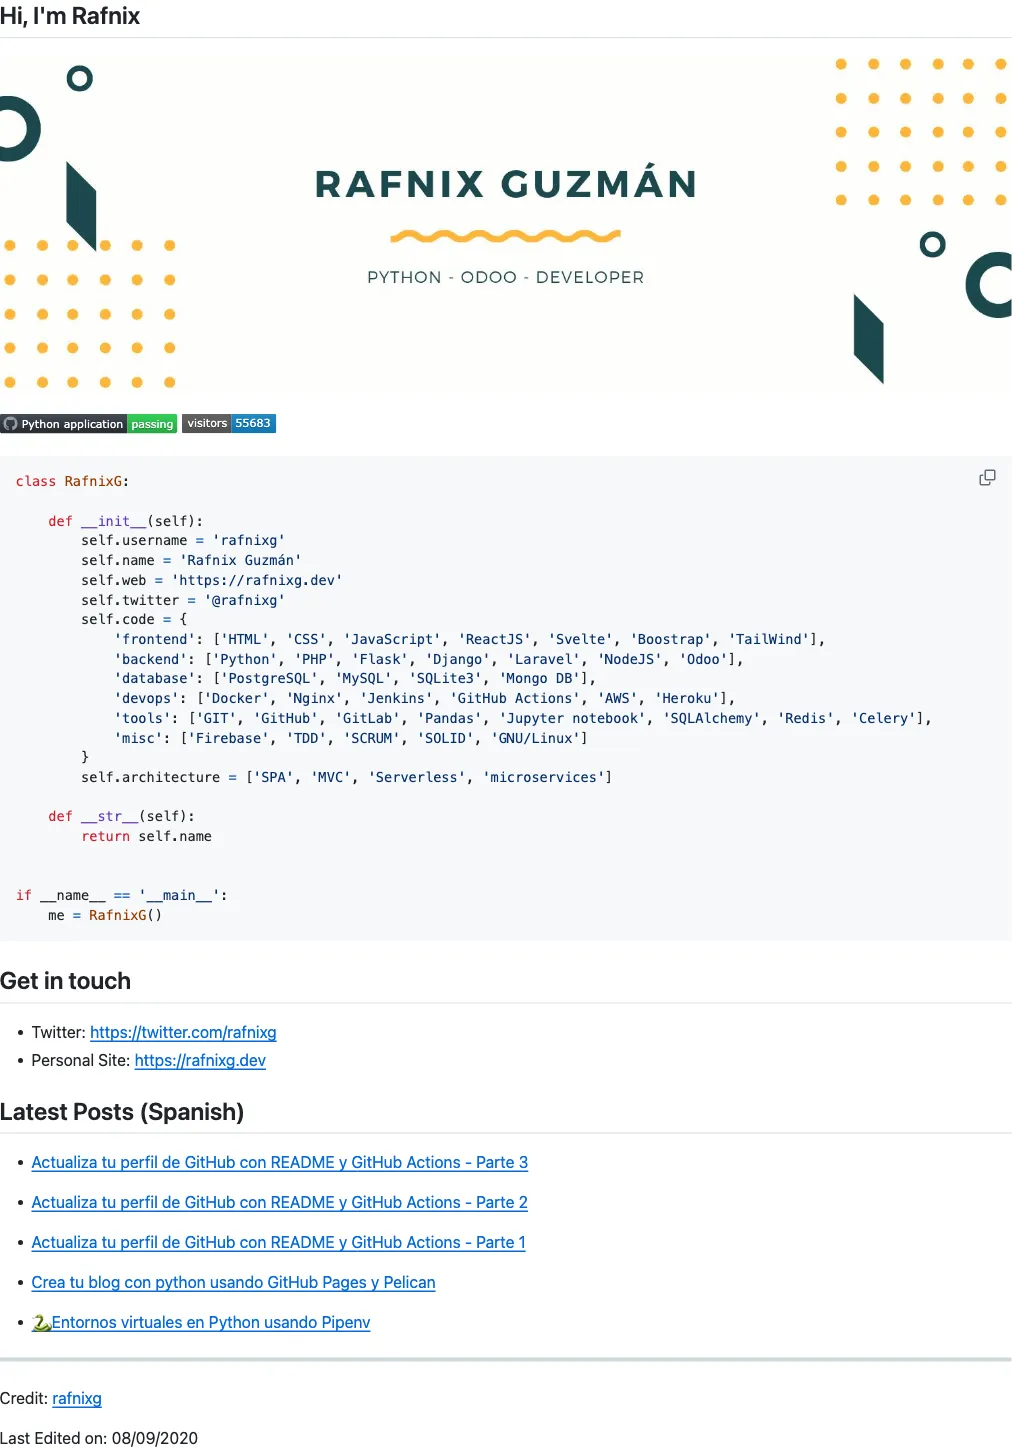 Hi, I'm Rafnix
RAFNIX GUZMÁN
PYTHON - ODOO - DEVELOPER
Python application passing visitors 55683
class RafnixG:
def __init__(self):
self.username = 'rafnixg'
self.name = 'Rafnix Guzmán'
self.web = 'https://rafnixg.dev'
self.twitter = '@rafnixg'
self.code = {
'frontend': ['HTML', 'CSS', 'JavaScript', 'ReactJS', 'Svelte', 'Boostrap', 'TailWind'],
'backend': ['Python', 'PHP', 'Flask', 'Django', 'Laravel', 'NodeJS', 'Odoo'],
'database': ['PostgreSQL', 'MySQL', 'SQLite3', 'Mongo DB'],
'devops': ['Docker', 'Nginx', 'Jenkins', 'GitHub Actions', 'AWS', 'Heroku'],
'tools': ['GIT', 'GitHub', 'GitLab', 'Pandas', 'Jupyter notebook', 'SQLAlchemy', 'Redis', 'Celery'],
'misc': ['Firebase', 'TDD', 'SCRUM', 'SOLID', 'GNU/Linux']
}
self.architecture = ['SPA', 'MVC', 'Serverless', 'microservices']
def __str__(self):
return self.name
if __name__ == '__main__':
me = RafnixG()
Get in touch
• Twitter: https://twitter.com/rafnixg
• Personal Site: https://rafnixg.dev
Latest Posts (Spanish)
• Actualiza tu perfil de GitHub con README y GitHub Actions - Parte 3
• Actualiza tu perfil de GitHub con README y GitHub Actions - Parte 2
• Actualiza tu perfil de GitHub con README y GitHub Actions - Parte 1
• Crea tu blog con python usando GitHub Pages y Pelican
• 🐍Entornos virtuales en Python usando Pipenv
Credit: rafnixg
Last Edited on: 08/09/2020